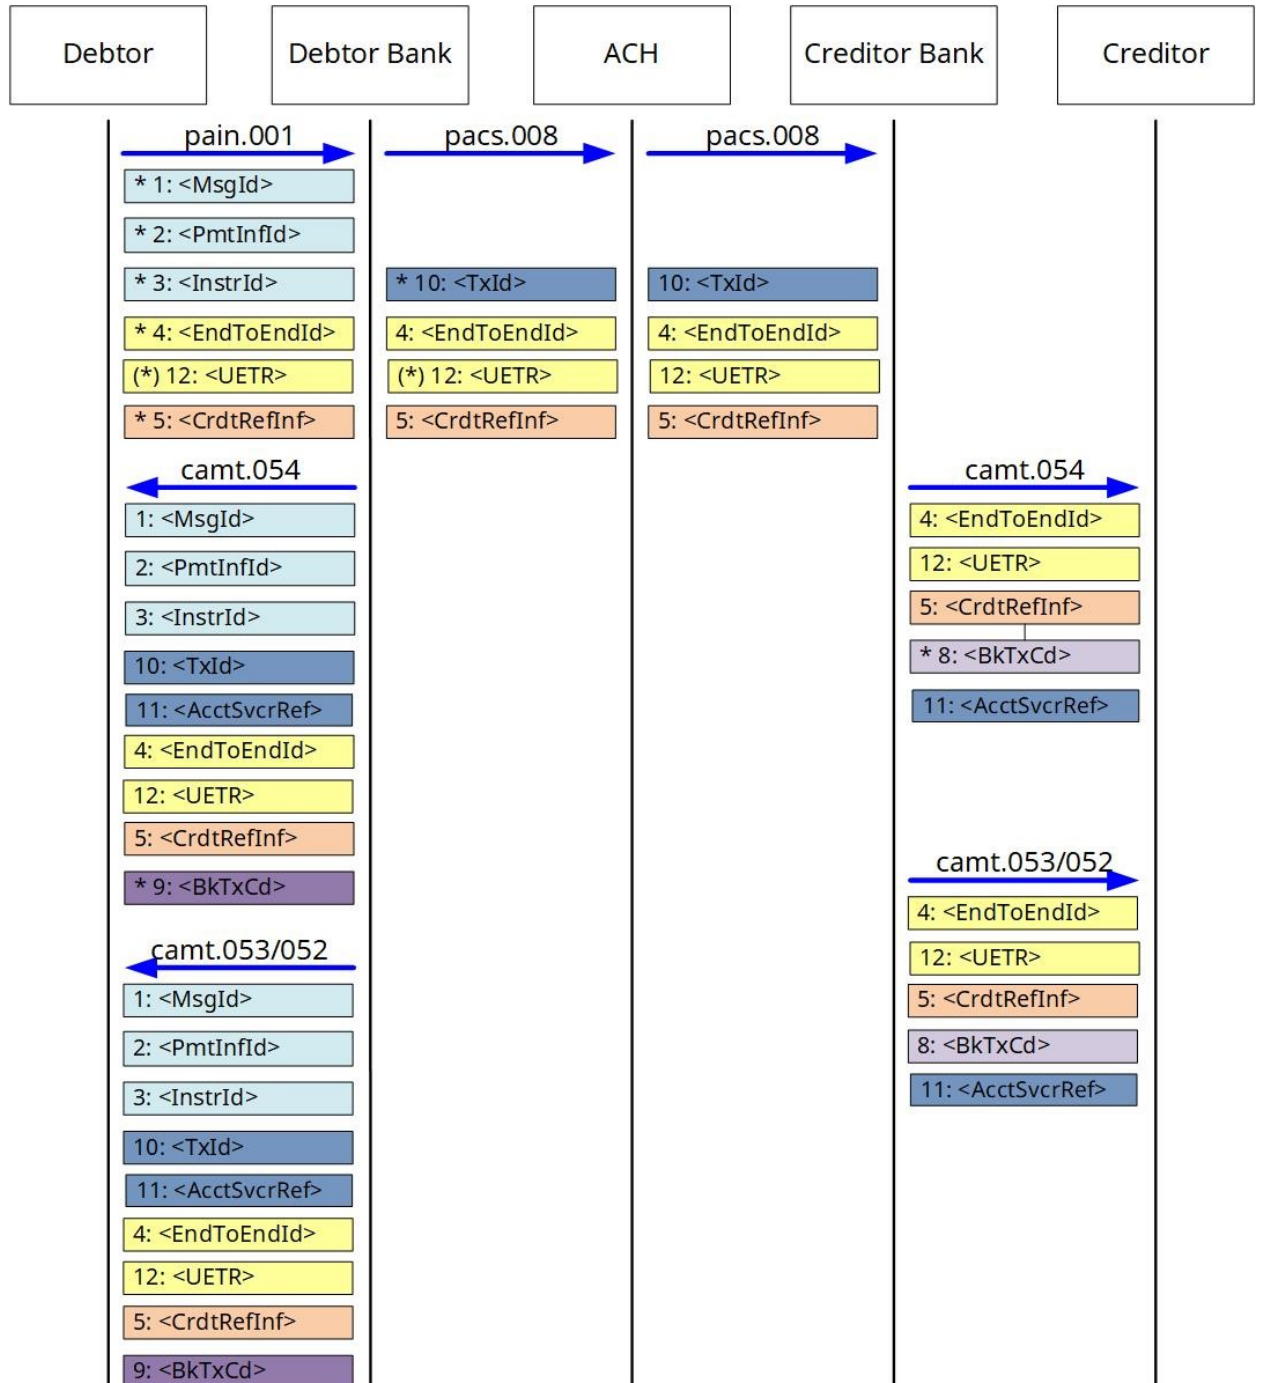 Debtor
Debtor Bank
ACH
Creditor Bank
Creditor
pain.001
* 1: <MsgId>
* 2: <PmtInfId>
* 3: <InstrId>
* 4: <EndToEndId>
(*) 12: <UETR>
* 5: <CrdtRefInf>
pacs.008
* 10: <TxId>
4: <EndToEndId>
(*) 12: <UETR>
5: <CrdtRefInf>
pacs.008
10: <TxId>
4: <EndToEndId>
12: <UETR>
5: <CrdtRefInf>
camt.054
1: <MsgId>
2: <PmtInfId>
3: <InstrId>
10: <TxId>
11: <AcctSvcrRef>
4: <EndToEndId>
12: <UETR>
5: <CrdtRefInf>
* 9: <BkTxCd>
camt.054
4: <EndToEndId>
12: <UETR>
5: <CrdtRefInf>
* 8: <BkTxCd>
11: <AcctSvcrRef>
camt.053/052
4: <EndToEndId>
12: <UETR>
5: <CrdtRefInf>
8: <BkTxCd>
11: <AcctSvcrRef>
camt.053/052
1: <MsgId>
2: <PmtInfId>
3: <InstrId>
10: <TxId>
11: <AcctSvcrRef>
4: <EndToEndId>
12: <UETR>
5: <CrdtRefInf>
9: <BkTxCd>